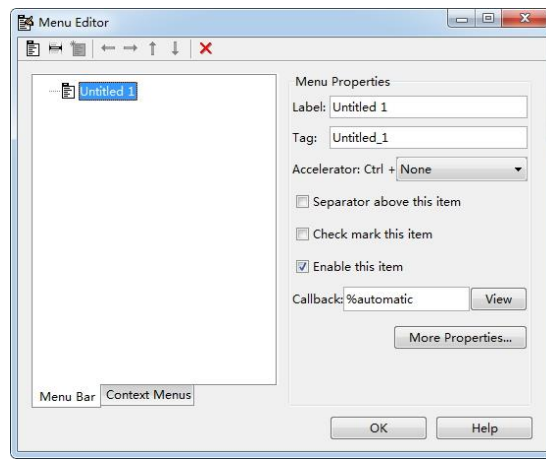 Menu Editor
Untitled 1
Menu Properties
Label: Untitled 1
Tag: Untitled_1
Accelerator: Ctrl + None
Separator above this item
Check mark this item
Enable this item
Callback: %automatic View
More Properties...
Menu Bar Context Menus
OK Help